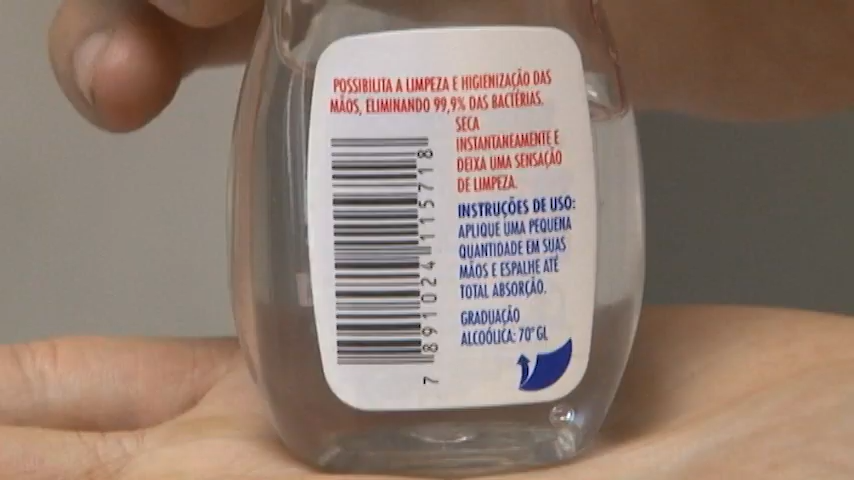 POSSIBILITA A LIMPEZA E HIGIENIZAÇÃO DAS
MÃOS, ELIMINANDO 99,9% DAS BACTÉRIAS.
SECA
INSTANTANEAMENTE E
DEIXA UMA SENSAÇÃO
DE LIMPEZA.
INSTRUÇÕES DE USO:
APLIQUE UMA PEQUENA
QUANTIDADE EM SUAS
MÃOS E ESPALHE ATÉ
TOTAL ABSORÇÃO.
GRADUAÇÃO
ALCOÓLICA: 70°GL
7 891024 115718